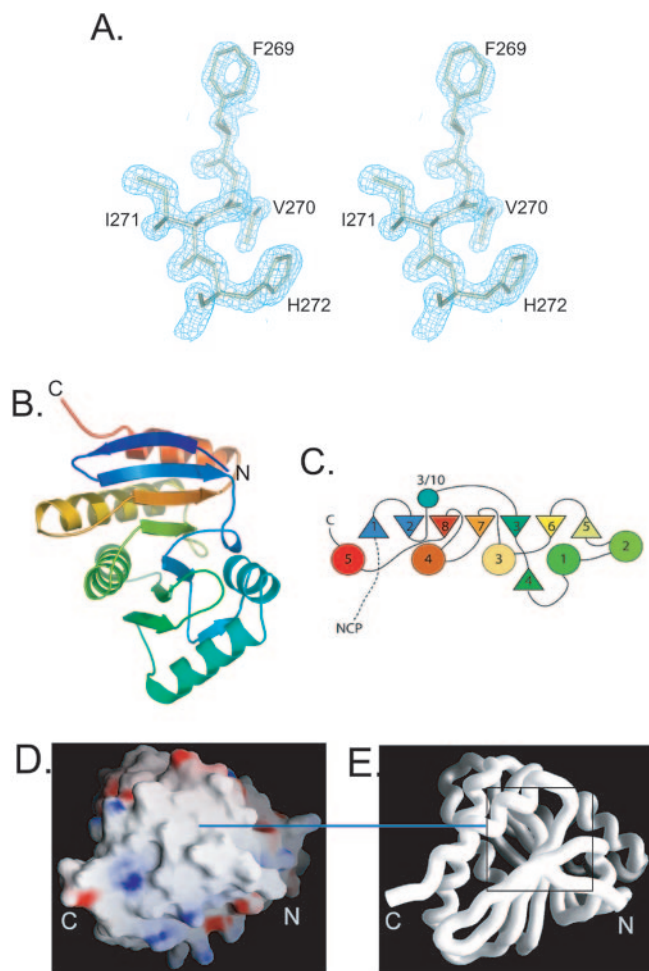 A.
F269 F269
I271 V270 I271 V270
H272 H272
B.
C
N
C.
3/10
C
1 2 8 7 3 6 5
5 4 3 1 2
4
NCP
D.
E.
C N
C N